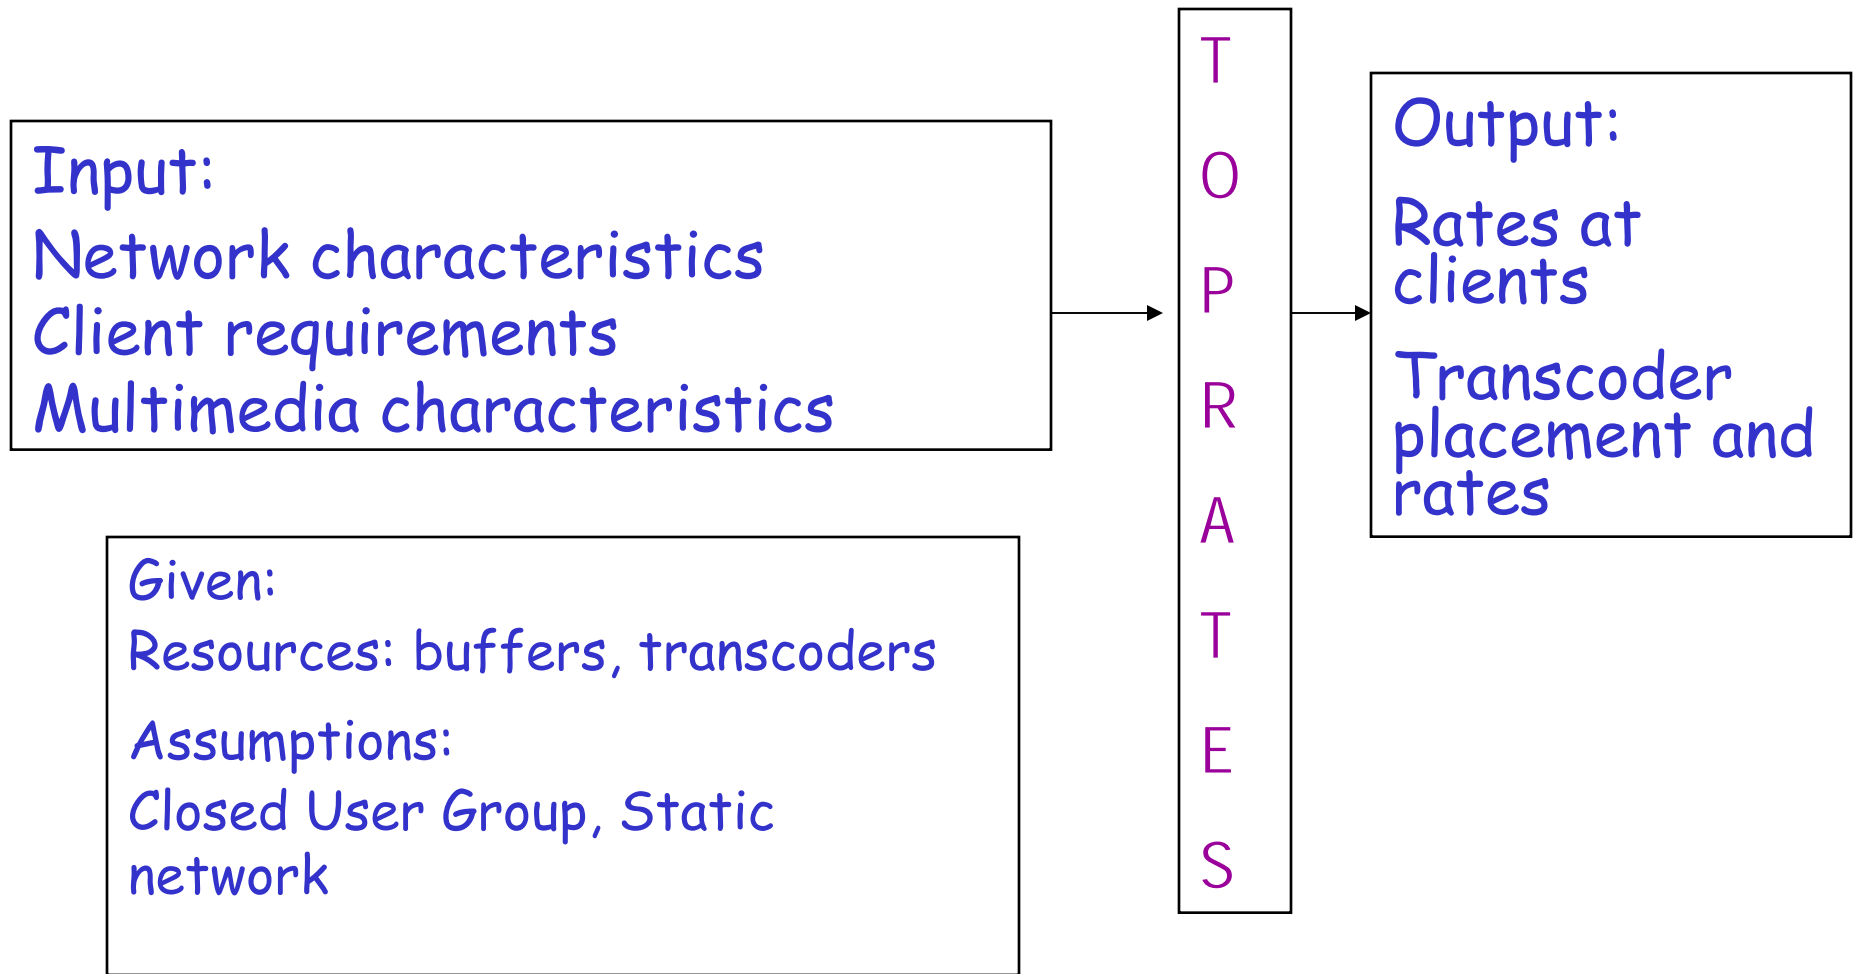 Input:
Network characteristics
Client requirements
Multimedia characteristics
Given:
Resources: buffers, transcoders
Assumptions:
Closed User Group, Static
network
T
O
P
R
A
T
E
S
Output:
Rates at
clients
Transcoder
placement and
rates